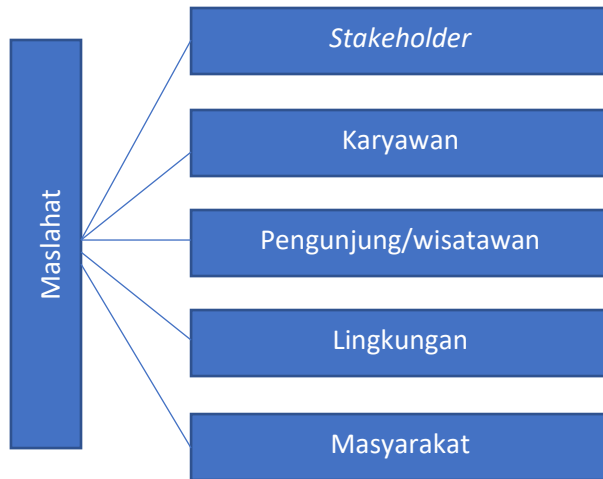 Maslahat
Stakeholder
Karyawan
Pengunjung/wisatawan
Lingkungan
Masyarakat